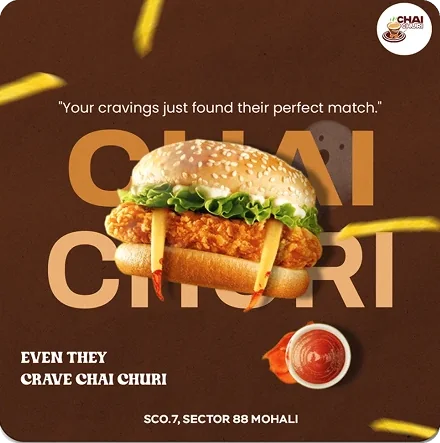 CHAI
CHURI
"Your cravings just found their perfect match."
CHAI
CHURI
EVEN THEY
CRAVE CHAI CHURI
SCO.7, SECTOR 88 MOHALI